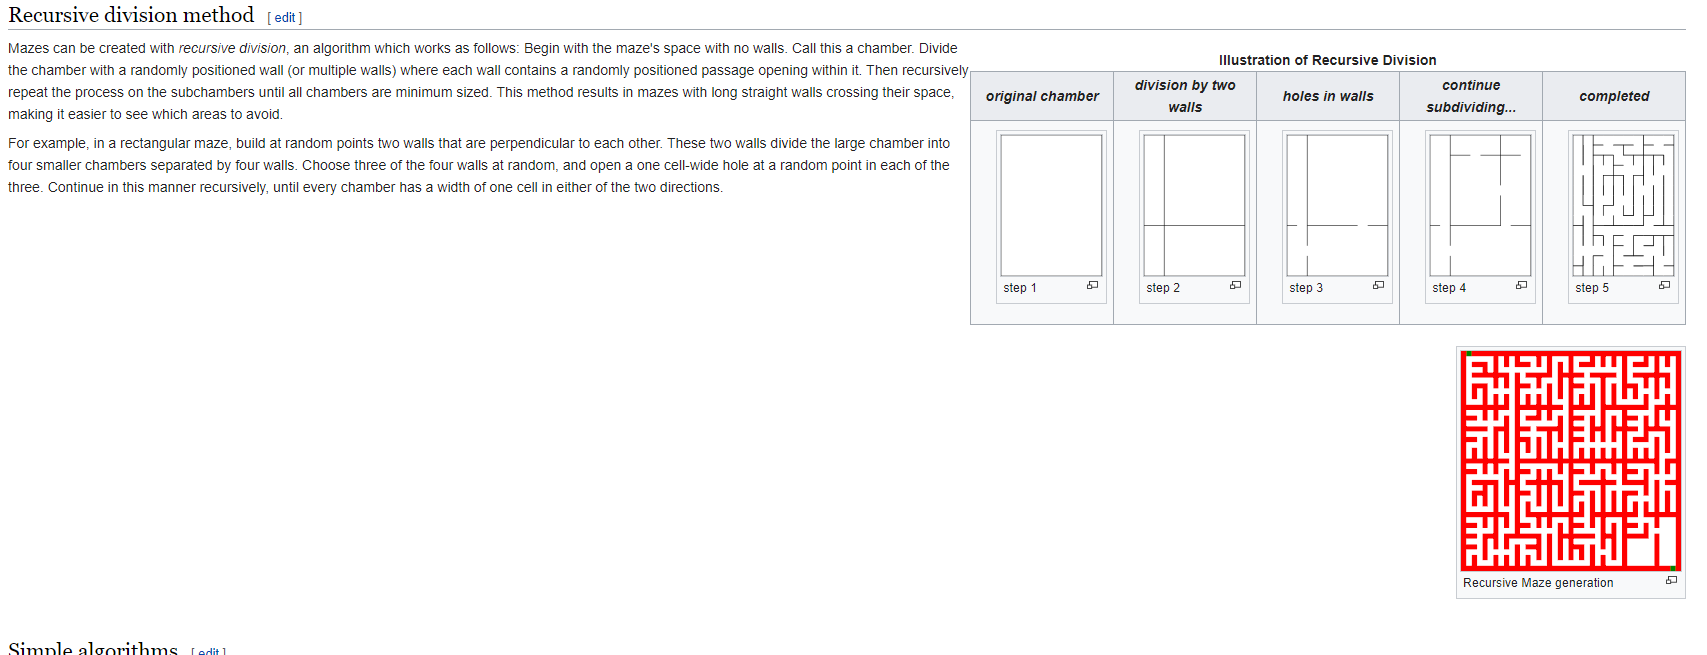 Recursive division method [ edit ]
Mazes can be created with recursive division, an algorithm which works as follows: Begin with the maze's space with no walls. Call this a chamber. Divide
the chamber with a randomly positioned wall (or multiple walls) where each wall contains a randomly positioned passage opening within it. Then recursively
repeat the process on the subchambers until all chambers are minimum sized. This method results in mazes with long straight walls crossing their space,
making it easier to see which areas to avoid.
For example, in a rectangular maze, build at random points two walls that are perpendicular to each other. These two walls divide the large chamber into
four smaller chambers separated by four walls. Choose three of the four walls at random, and open a one cell-wide hole at a random point in each of the
three. Continue in this manner recursively, until every chamber has a width of one cell in either of the two directions.
Illustration of Recursive Division
original chamber
division by two
walls
holes in walls
continue
subdividing...
completed
step 1
step 2
step 3
step 4
step 5
Recursive Maze generation
Simple algorithms [ edit ]